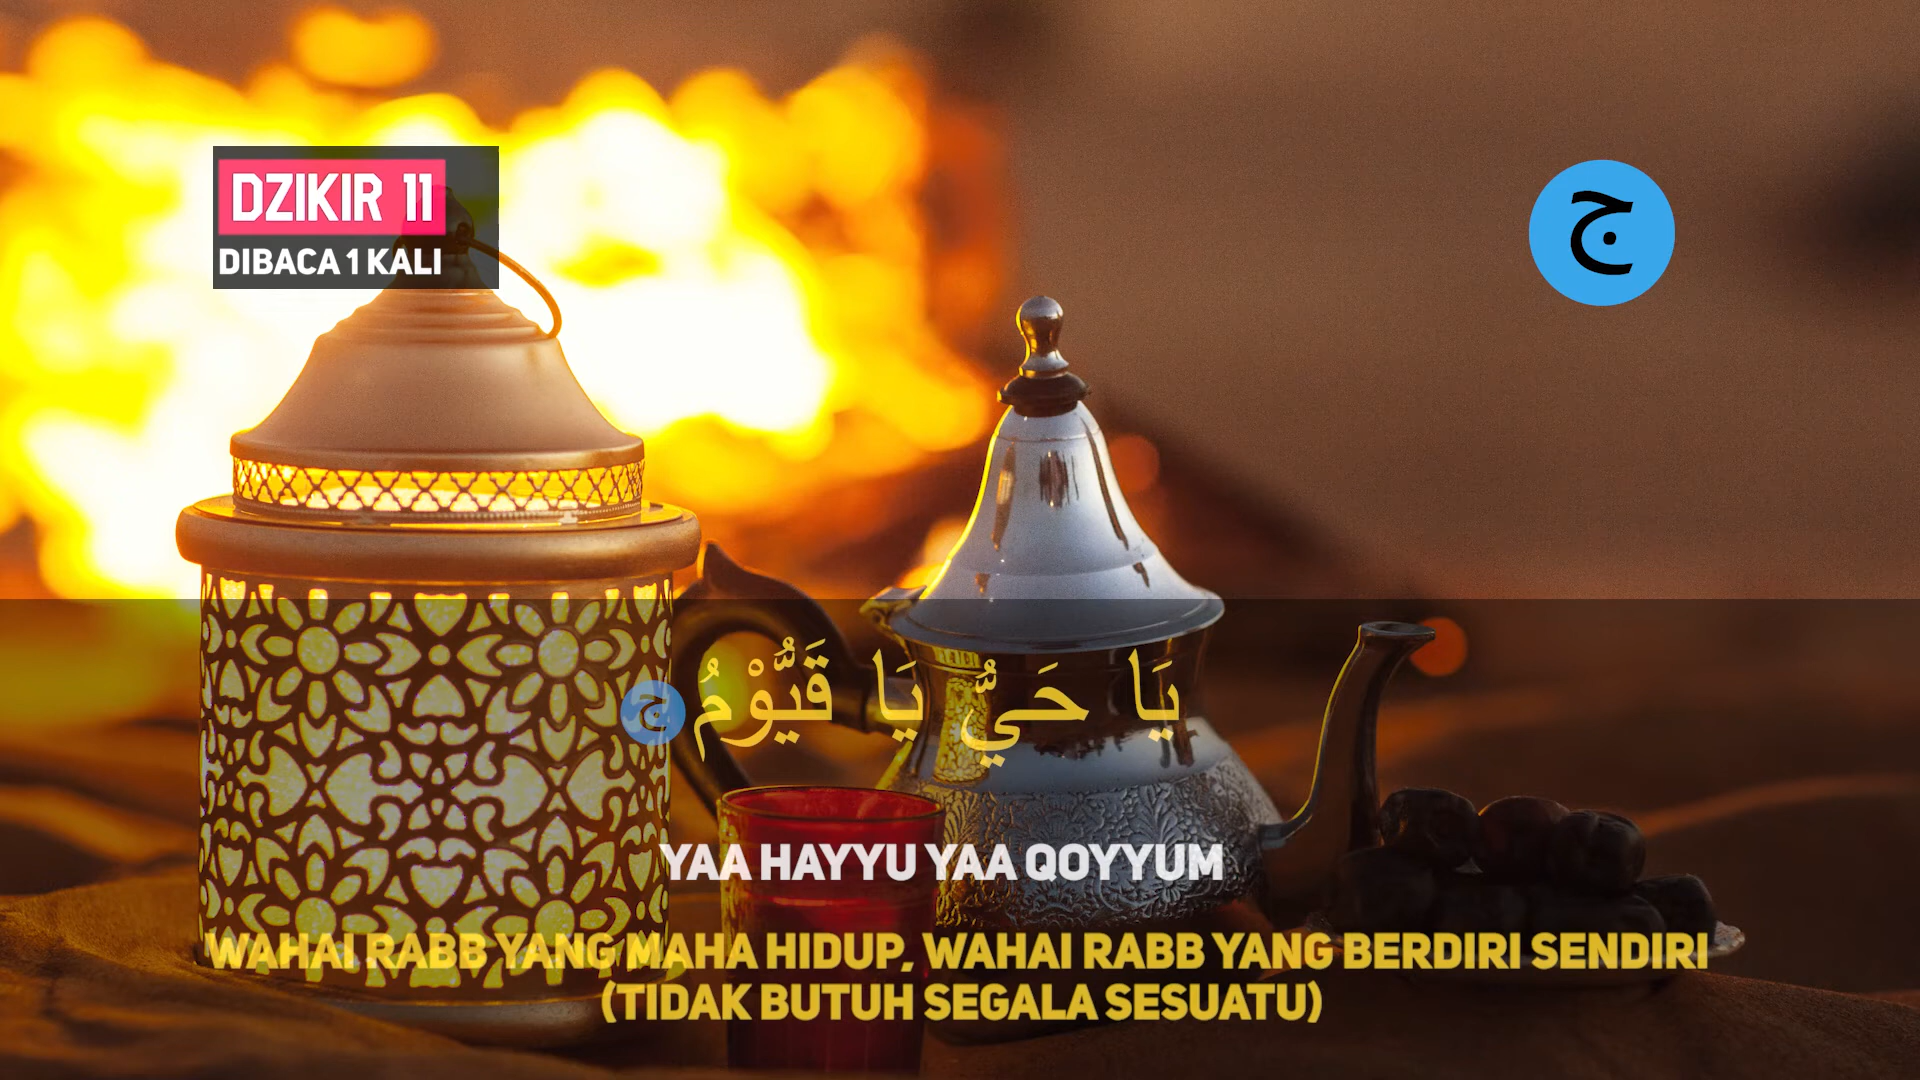 DZIKIR 11
DIBACA 1 KALI
ج
يَا حَيُّ يَا قَيُّوْمُ ج
YAA HAYYU YAA QOYYUM
WAHAI RABB YANG MAHA HIDUP, WAHAI RABB YANG BERDIRI SENDIRI
(TIDAK BUTUH SEGALA SESUATU)